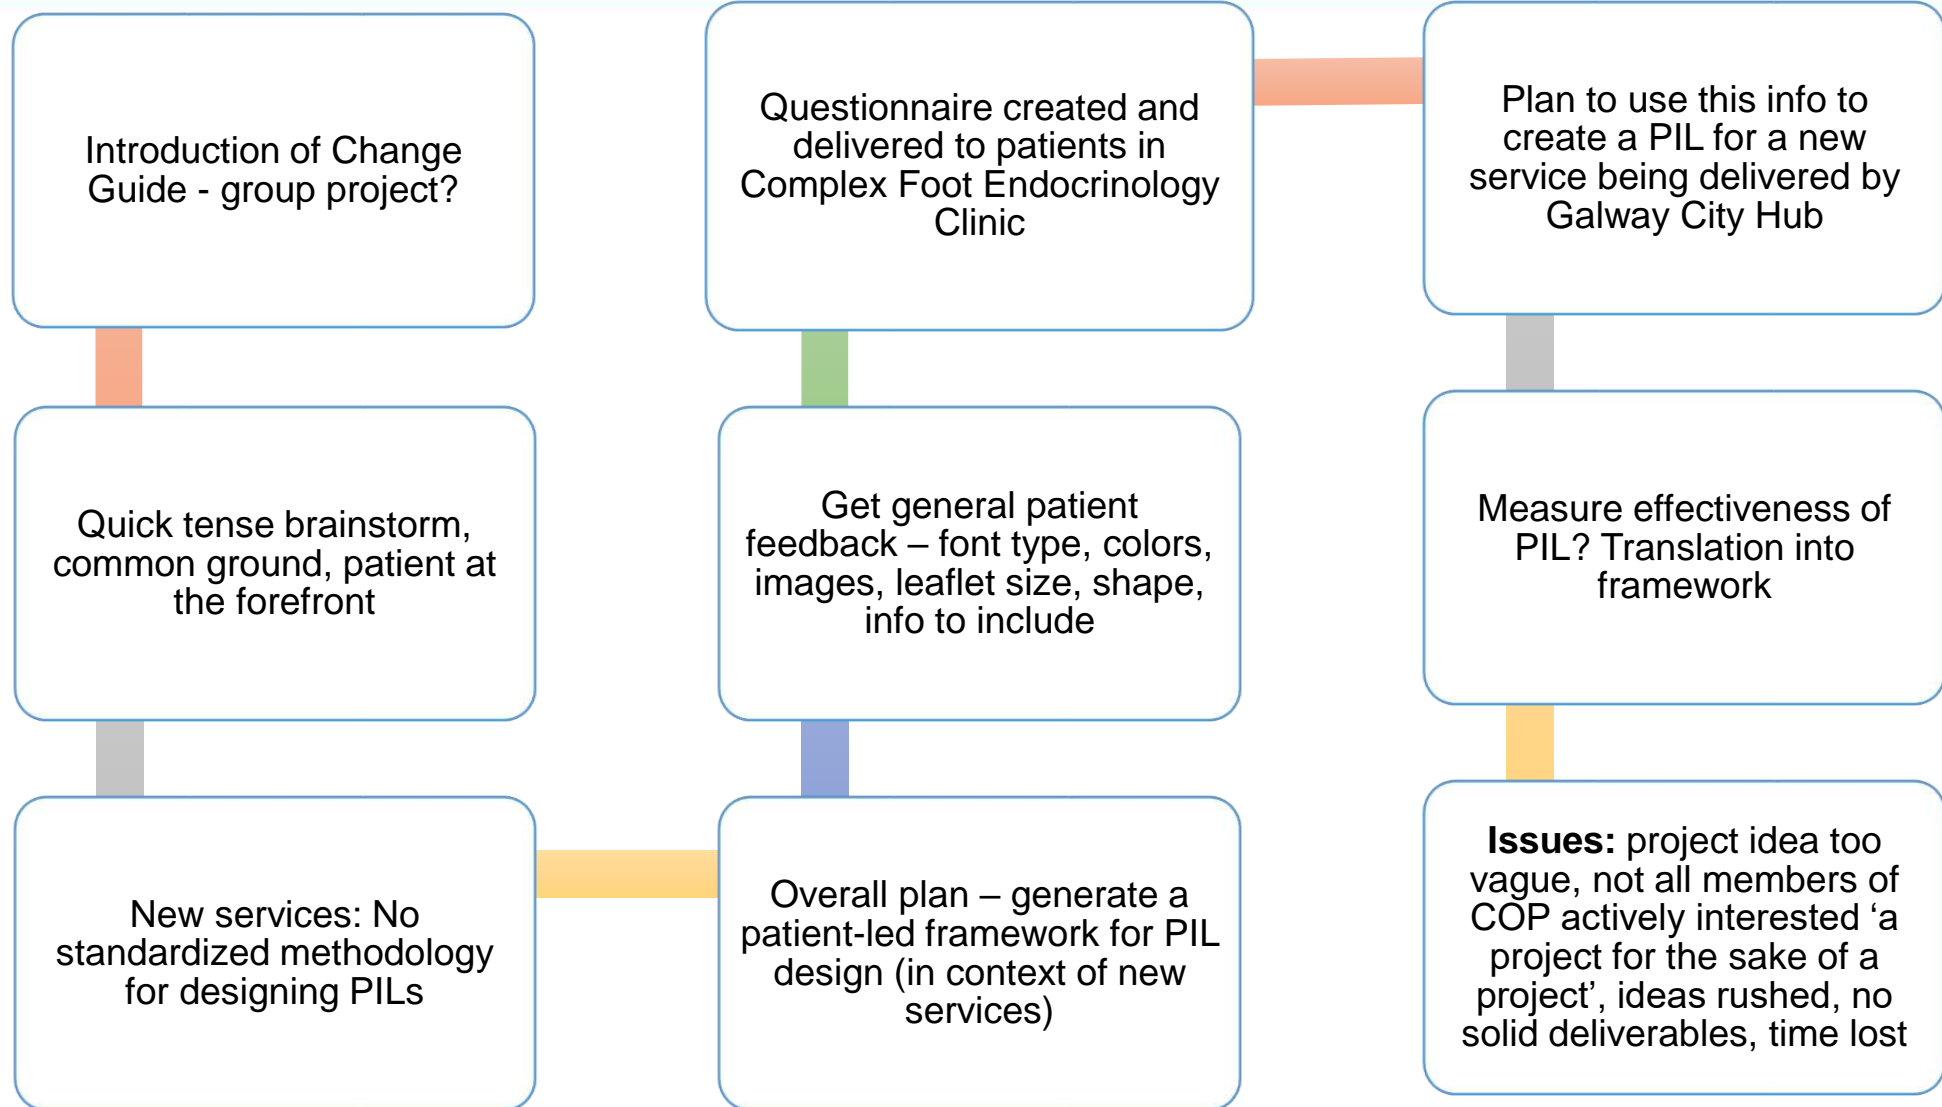 Introduction of Change
Guide - group project?
Quick tense brainstorm,
common ground, patient at
the forefront
New services: No
standardized methodology
for designing PILs
Overall plan – generate a
patient-led framework for PIL
design (in context of new
services)
Get general patient
feedback – font type, colors,
images, leaflet size, shape,
info to include
Questionnaire created and
delivered to patients in
Complex Foot Endocrinology
Clinic
Plan to use this info to
create a PIL for a new
service being delivered by
Galway City Hub
Measure effectiveness of
PIL? Translation into
framework
Issues: project idea too
vague, not all members of
COP actively interested ‘a
project for the sake of a
project’, ideas rushed, no
solid deliverables, time lost